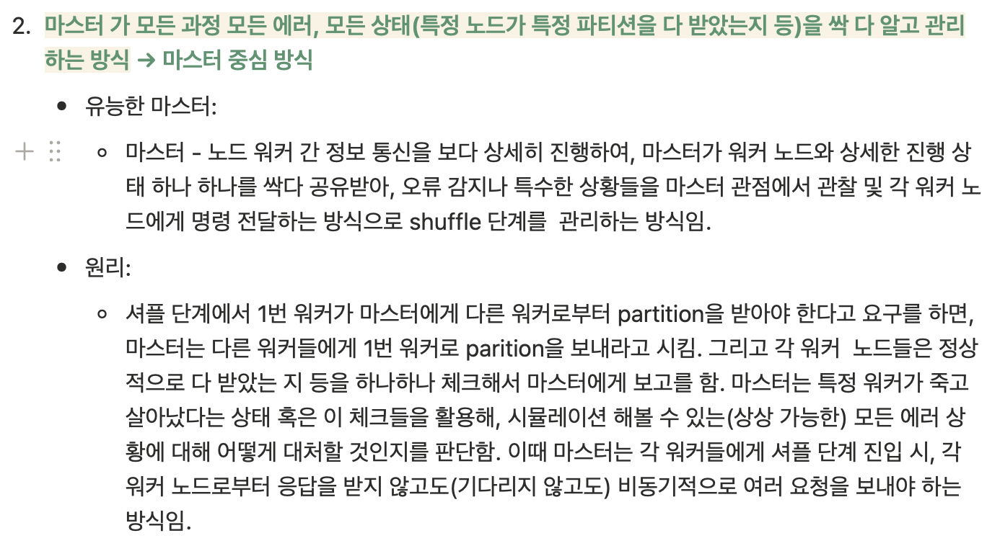 2. 마스터 가 모든 과정 모든 에러, 모든 상태(특정 노드가 특정 파티션을 다 받았는지 등)을 싹 다 알고 관리
하는 방식 → 마스터 중심 방식
• 유능한 마스터:
◦ 마스터 - 노드 워커 간 정보 통신을 보다 상세히 진행하여, 마스터가 워커 노드와 상세한 진행 상
태 하나 하나를 싹다 공유받아, 오류 감지나 특수한 상황들을 마스터 관점에서 관찰 및 각 워커 노
드에게 명령 전달하는 방식으로 shuffle 단계를  관리하는 방식임.
• 원리:
◦ 셔플 단계에서 1번 워커가 마스터에게 다른 워커로부터 partition을 받아야 한다고 요구를 하면,
마스터는 다른 워커들에게 1번 워커로 parition을 보내라고 시킴. 그리고 각 워커  노드들은 정상
적으로 다 받았는 지 등을 하나하나 체크해서 마스터에게 보고를 함. 마스터는 특정 워커가 죽고
살아났다는 상태 혹은 이 체크들을 활용해, 시뮬레이션 해볼 수 있는(상상 가능한) 모든 에러 상
황에 대해 어떻게 대처할 것인지를 판단함. 이때 마스터는 각 워커들에게 셔플 단계 진입 시, 각
워커 노드로부터 응답을 받지 않고도(기다리지 않고도) 비동기적으로 여러 요청을 보내야 하는
방식임.